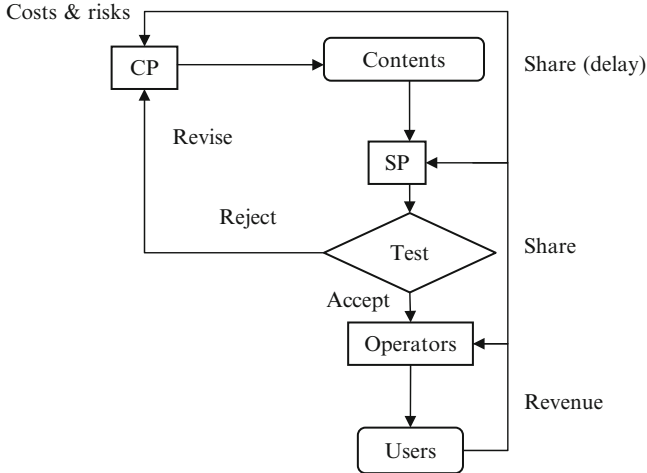 Costs & risks
CP
Contents
Share (delay)
Revise
SP
Reject
Test
Share
Accept
Operators
Revenue
Users